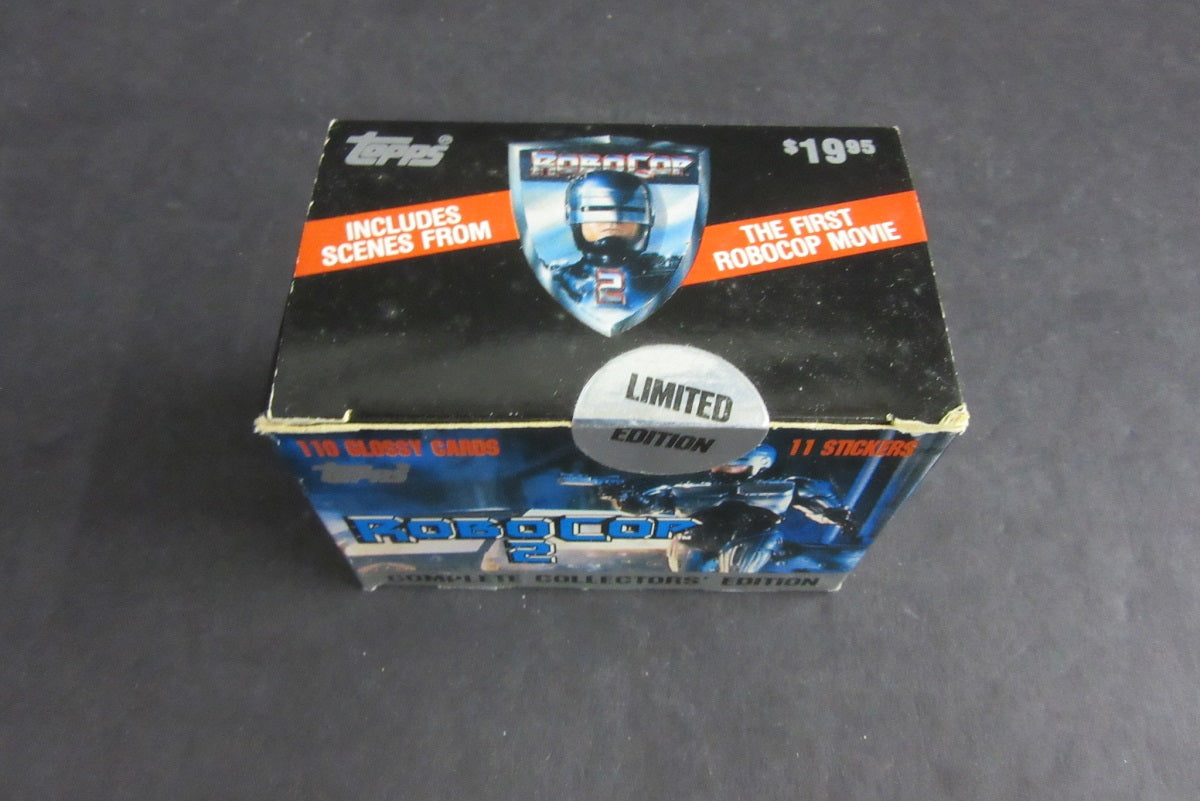 Topps®
$19.95
ROBOCOP
2
INCLUDES
SCENES FROM
THE FIRST
ROBOCOP MOVIE
LIMITED
EDITION
110 GLOSSY CARDS
11 STICKERS
Topps
ROBOCOP
2
COMPLETE COLLECTORS' EDITION